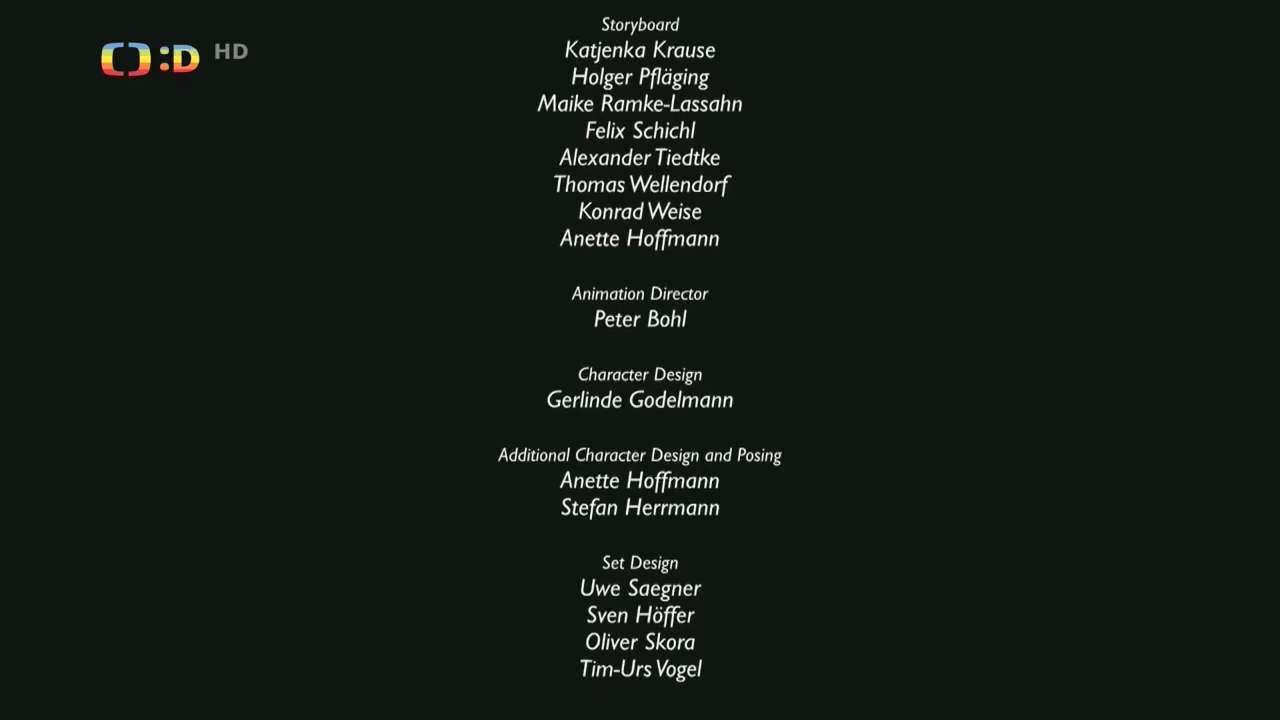 :D HD
Storyboard
Katjenka Krause
Holger Pfläging
Maike Ramke-Lassahn
Felix Schichl
Alexander Tiedtke
Thomas Wellendorf
Konrad Weise
Anette Hoffmann
Animation Director
Peter Bohl
Character Design
Gerlinde Godelmann
Additional Character Design and Posing
Anette Hoffmann
Stefan Herrmann
Set Design
Uwe Saegner
Sven Höffer
Oliver Skora
Tim-Urs Vogel